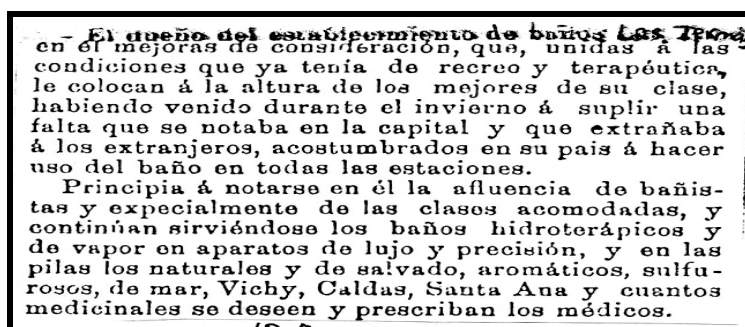 - El dueño del establecimiento de baños Las
en él mejoras de consideración, que, unidas á las
condiciones que ya tenía de recreo y terapéutica,
le colocan á la altura de los mejores de su clase,
habiendo venido durante el invierno á suplir una
falta que se notaba en la capital y que extrañaba
á los extranjeros, acostumbrados en su pais á hacer
uso del baño en todas las estaciones.
Principia á notarse en él la afluencia de bañis-
tas y expecialmente de las clases acomodadas, y
continúan sirviéndose los baños hidroterápicos y
de vapor en aparatos de lujo y precisión, y en las
pilas los naturales y de salvado, aromáticos, sulfu-
rosos, de mar, Vichy, Caldas, Santa Ana y cuantos
medicinales se deseen y prescriban los médicos.